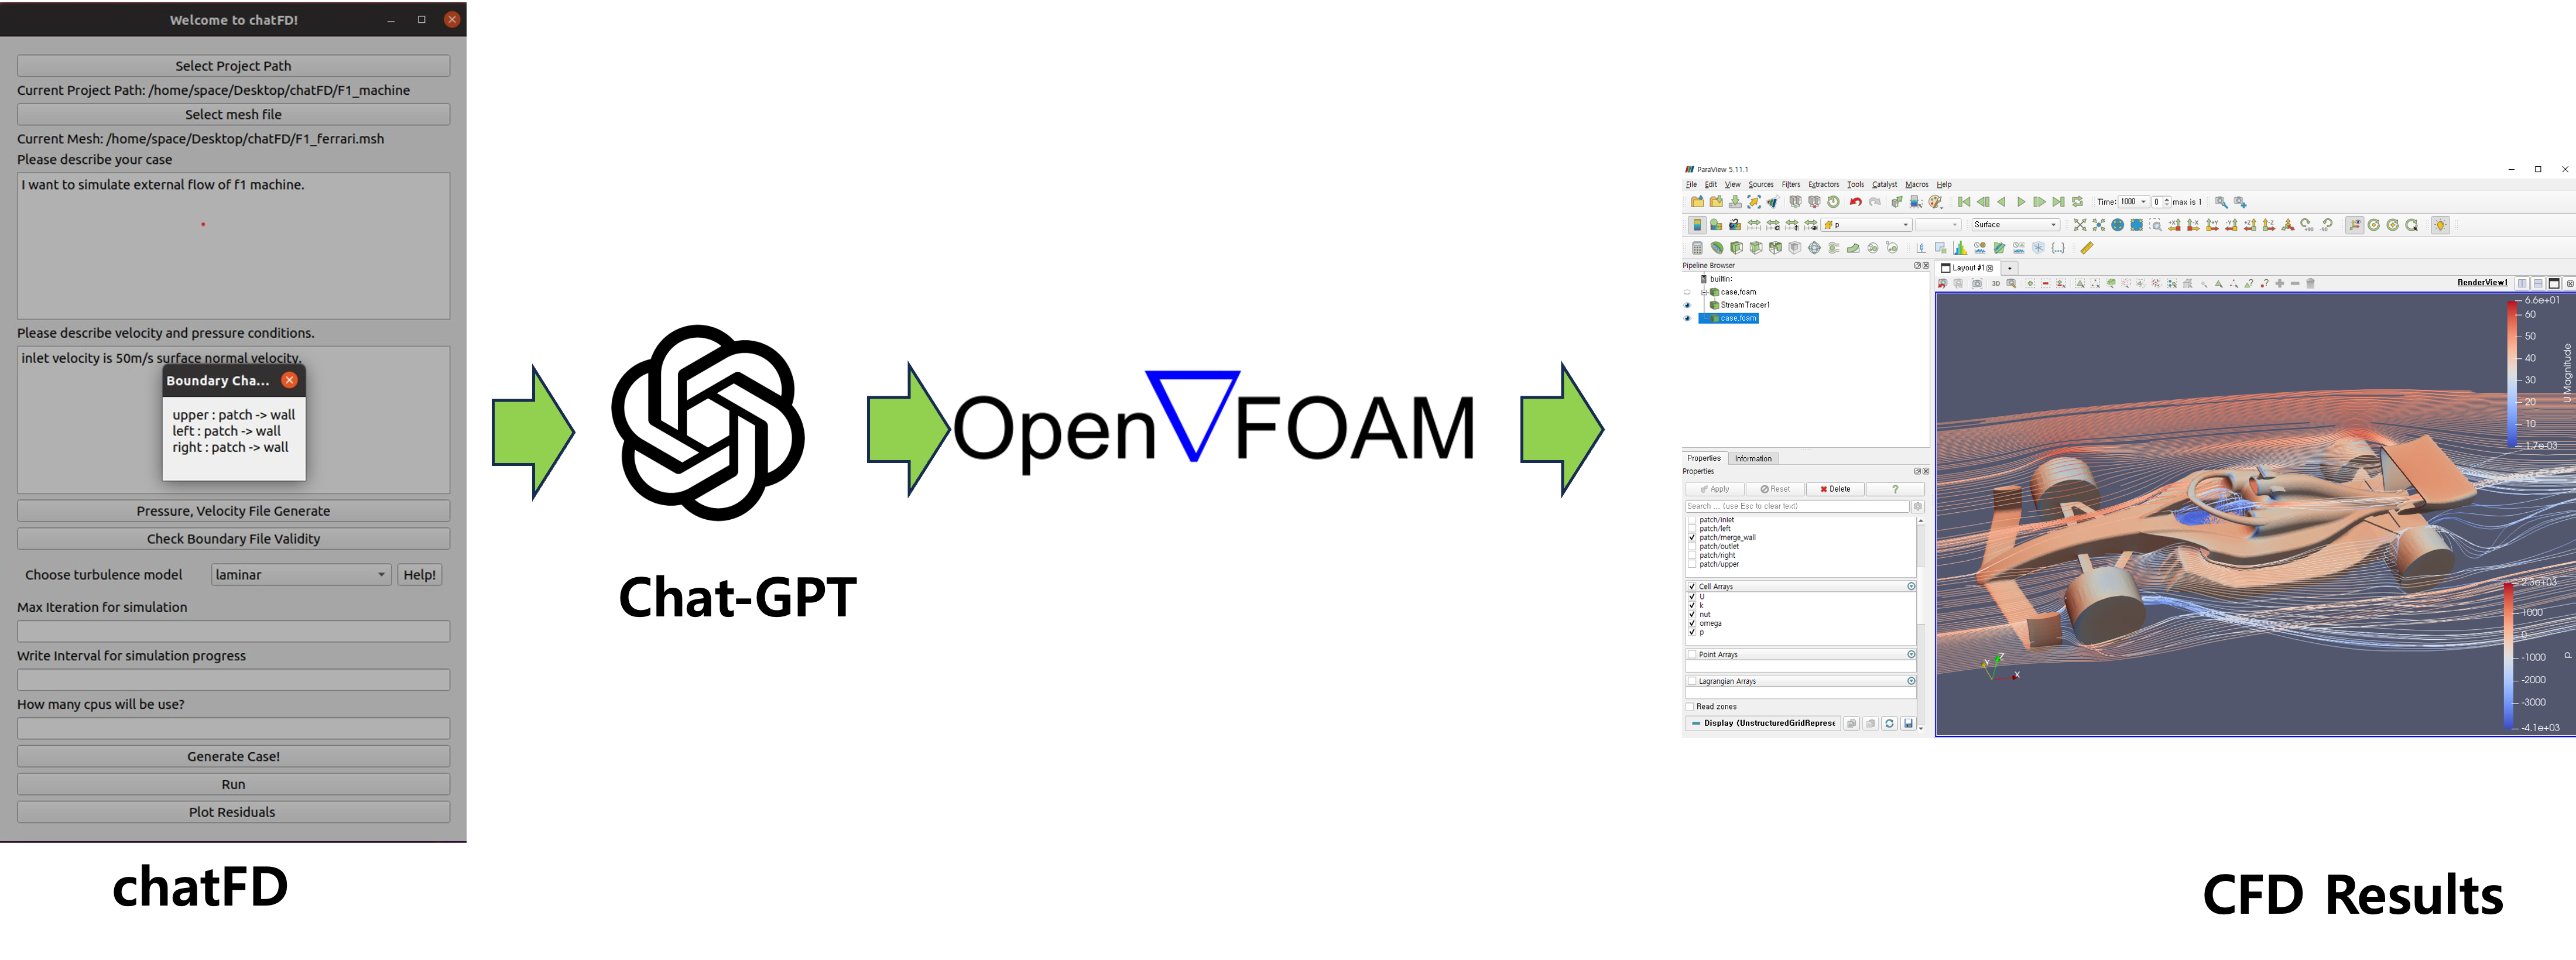 Welcome to chatFD!
Select Project Path
Current Project Path: /home/space/Desktop/chatFD/F1_machine
Select mesh file
Current Mesh: /home/space/Desktop/chatFD/F1_ferrari.msh
Please describe your case
I want to simulate external flow of f1 machine.
Please describe velocity and pressure conditions.
inlet velocity is 50m/s surface normal velocity.
Boundary Cha...
upper : patch -> wall
left : patch -> wall
right : patch -> wall
Pressure, Velocity File Generate
Check Boundary File Validity
Choose turbulence model laminar Help!
Max Iteration for simulation
Write Interval for simulation progress
How many cpus will be use?
Generate Case!
Run
Plot Residuals
chatFD
Chat-GPT
Open FOAM
ParaView 5.11.1
File Edit View Sources Filters Extractors Tools Catalyst Macros Help
Time: 1000 0 max is 1
p Surface
Pipeline Browser
builtin:
case.foam
StreamTracer1
case.foam
Properties Information
Properties
Apply Reset Delete ?
Search ... (use Esc to clear text)
patch/inlet
patch/left
patch/merge_wall
patch/outlet
patch/right
patch/upper
Cell Arrays
U
k
nut
omega
p
Point Arrays
Lagrangian Arrays
Read zones
Display (UnstructuredGridReprese
Layout #1 +
3D RenderView1
6.6e+01
60
50
40
30
20
10
1.7e-03
U Magnitude
2.3e+03
1000
0
-1000
-2000
-3000
-4.1e+03
p
Y Z X
CFD Results